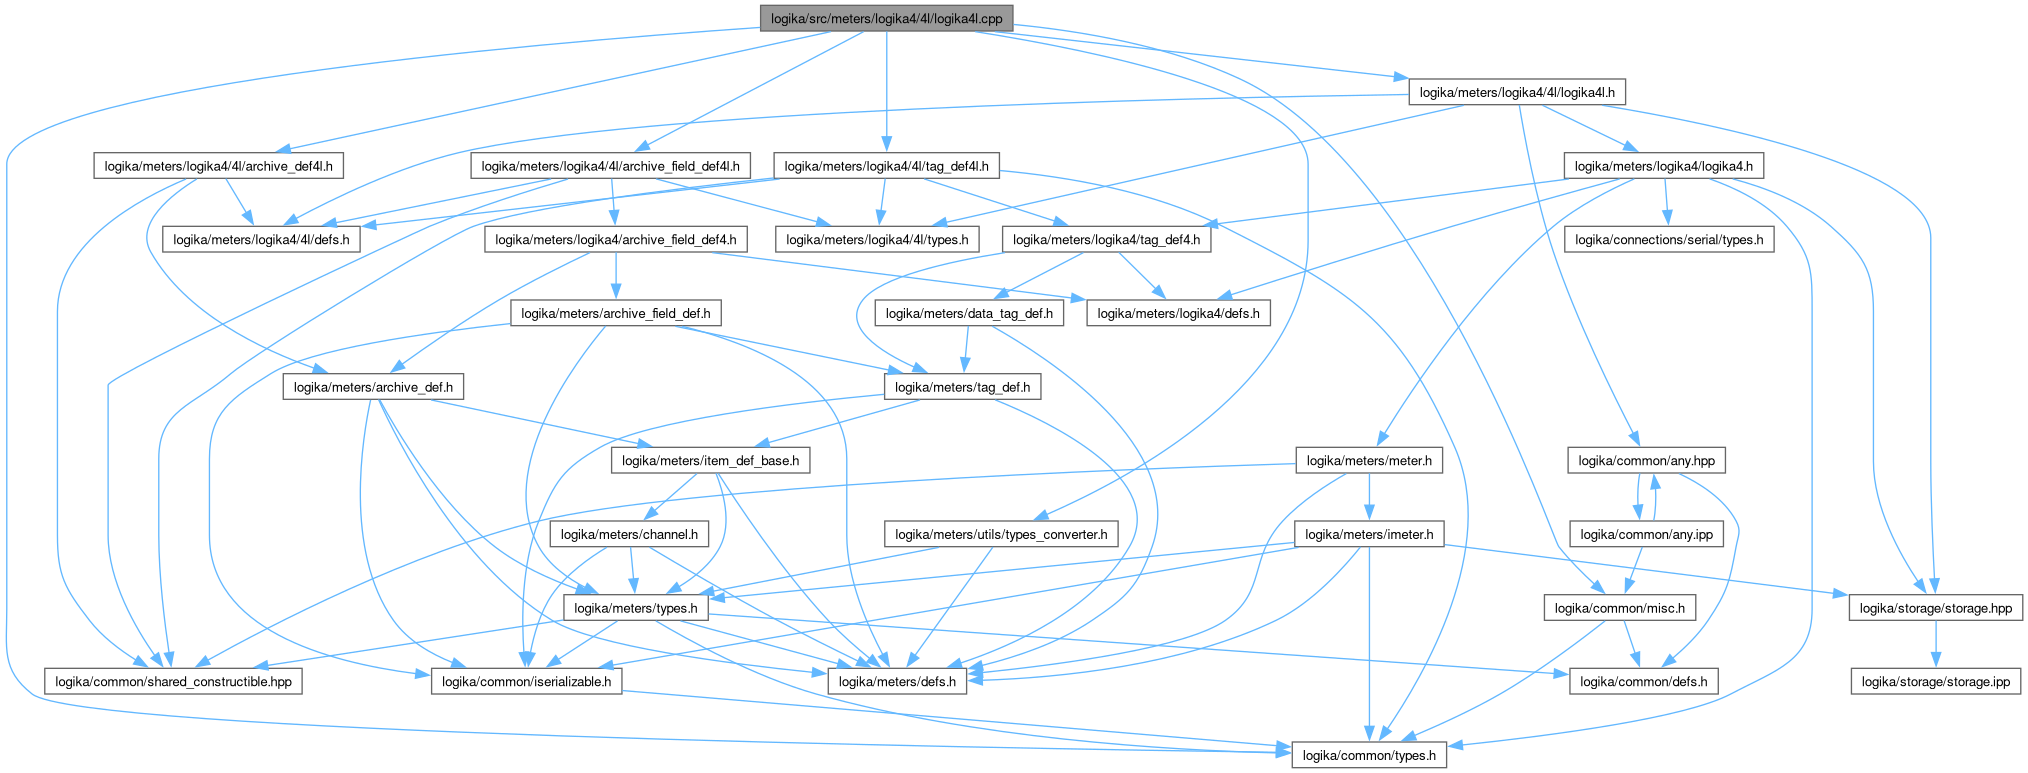 logika/src/meters/logika4/4l/logika4l.cpp
logika/meters/logika4/4l/logika4l.h
logika/meters/logika4/4l/archive_def4l.h
logika/meters/logika4/4l/archive_field_def4l.h
logika/meters/logika4/4l/tag_def4l.h
logika/meters/logika4/logika4.h
logika/meters/logika4/4l/defs.h
logika/meters/logika4/archive_field_def4.h
logika/meters/logika4/4l/types.h
logika/meters/logika4/tag_def4.h
logika/connections/serial/types.h
logika/meters/archive_field_def.h
logika/meters/data_tag_def.h
logika/meters/logika4/defs.h
logika/meters/archive_def.h
logika/meters/tag_def.h
logika/meters/item_def_base.h
logika/meters/meter.h
logika/common/any.hpp
logika/meters/channel.h
logika/meters/utils/types_converter.h
logika/meters/imeter.h
logika/common/any.ipp
logika/meters/types.h
logika/common/misc.h
logika/storage/storage.hpp
logika/common/shared_constructible.hpp
logika/common/iserializable.h
logika/meters/defs.h
logika/common/defs.h
logika/storage/storage.ipp
logika/common/types.h